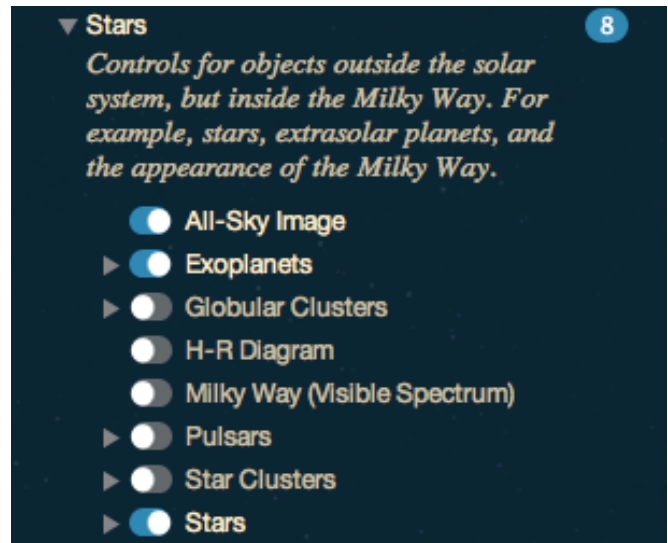 Stars 8
Controls for objects outside the solar
system, but inside the Milky Way. For
example, stars, extrasolar planets, and
the appearance of the Milky Way.
All-Sky Image
Exoplanets
Globular Clusters
H-R Diagram
Milky Way (Visible Spectrum)
Pulsars
Star Clusters
Stars